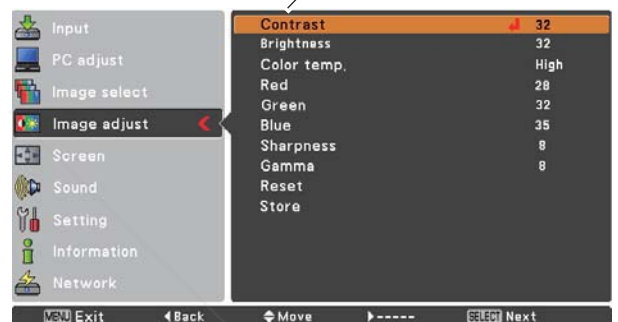 Input
PC adjust
Image select
Image adjust
Screen
Sound
Setting
Information
Network
Contrast 32
Brightness 32
Color temp. High
Red 28
Green 32
Blue 35
Sharpness 8
Gamma 8
Reset
Store
MENU Exit Back Move ----- SELECT Next